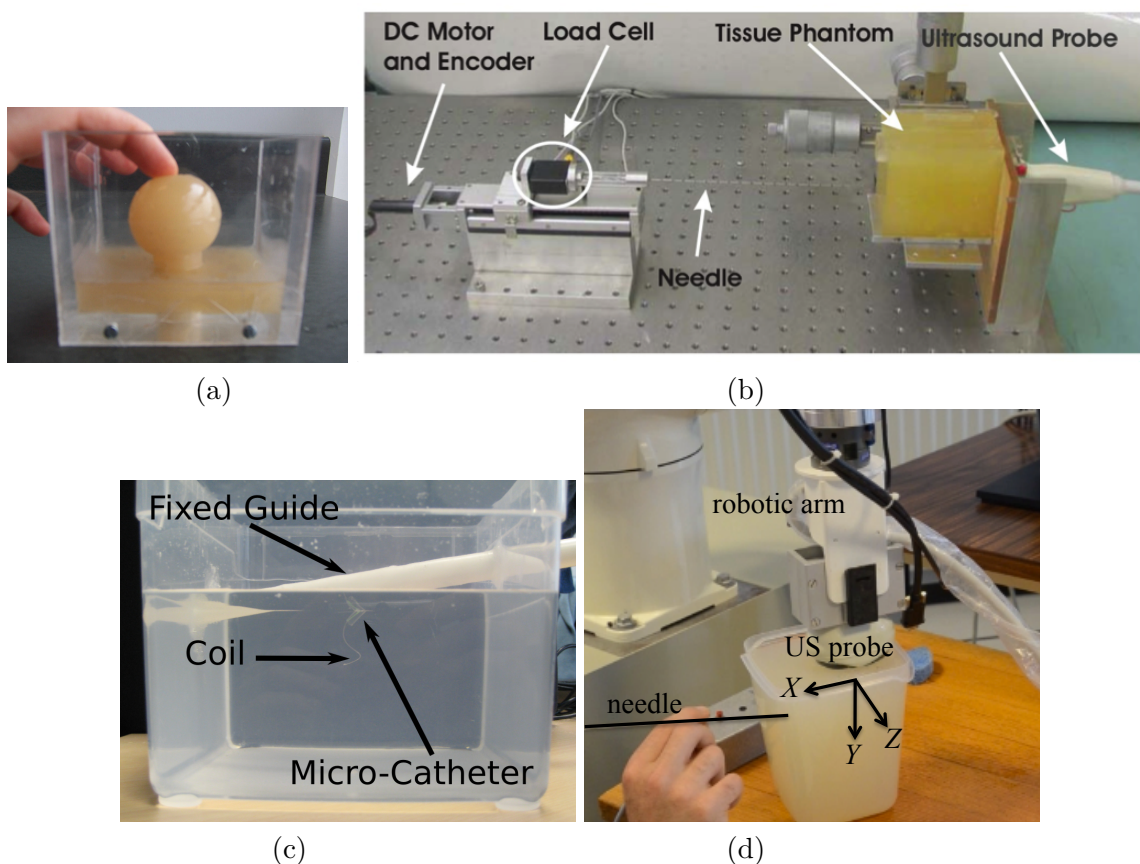 DC Motor
and Encoder
Load Cell
Tissue Phantom
Ultrasound Probe
Needle
(a)
(b)
Fixed Guide
Coil
Micro-Catheter
robotic arm
US probe
X
needle
Y
Z
(c)
(d)